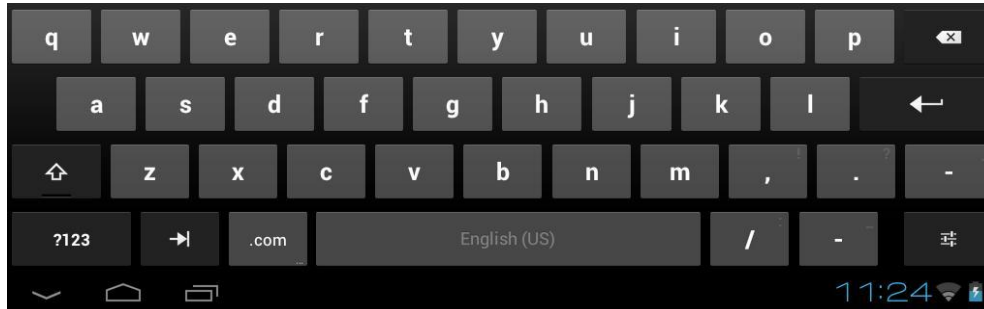 q w e r t y u i o p
a s d f g h j k l
z x c v b n m , ! . ? -
?123 .com ... English (US) / : - _
11:24